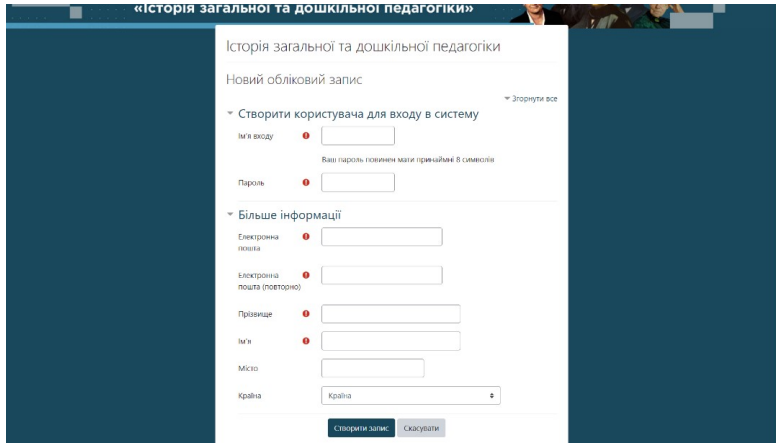 «Історія загальної та дошкільної педагогіки»
Історія загальної та дошкільної педагогіки
Новий обліковий запис
Згорнути все
Створити користувача для входу в систему
Ім'я входу
Ваш пароль повинен мати принаймні 8 символів
Пароль
Більше інформації
Електронна
пошта
Електронна
пошта (повторно)
Прізвище
Ім'я
Місто
Країна Країна
Створити запис Скасувати